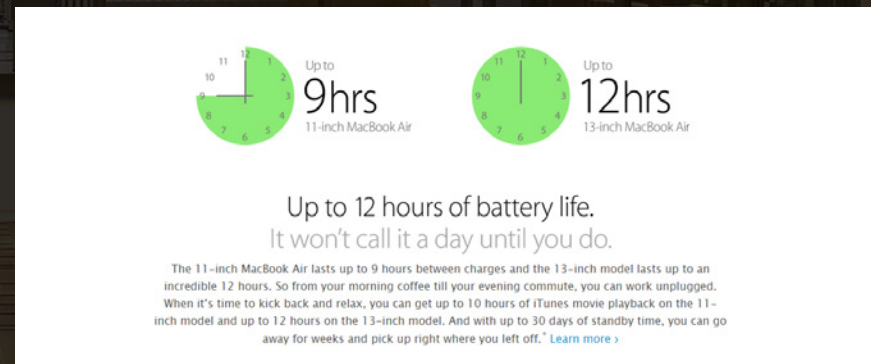 12
1
2
3
4
5
6
7
8
9
10
11
Up to
9hrs
11-inch MacBook Air
12
1
2
3
4
5
6
7
8
9
10
11
Up to
12hrs
13-inch MacBook Air
Up to 12 hours of battery life.
It won't call it a day until you do.
The 11-inch MacBook Air lasts up to 9 hours between charges and the 13-inch model lasts up to an
incredible 12 hours. So from your morning coffee till your evening commute, you can work unplugged.
When it's time to kick back and relax, you can get up to 10 hours of iTunes movie playback on the 11-
inch model and up to 12 hours on the 13-inch model. And with up to 30 days of standby time, you can go
away for weeks and pick up right where you left off.* Learn more ›